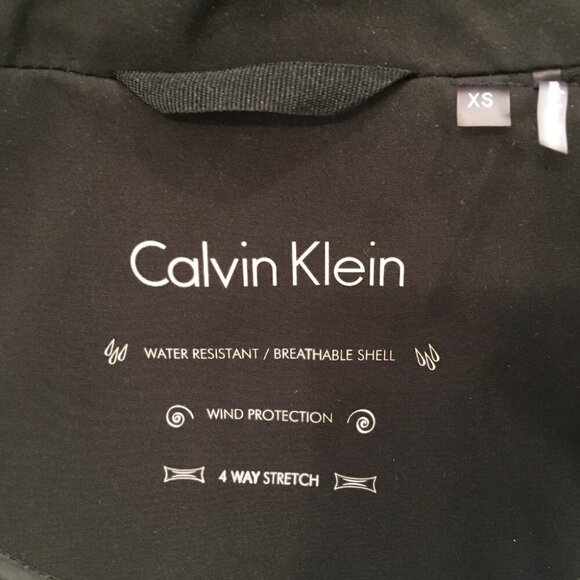 XS
Calvin Klein
WATER RESISTANT / BREATHABLE SHELL
WIND PROTECTION
4 WAY STRETCH